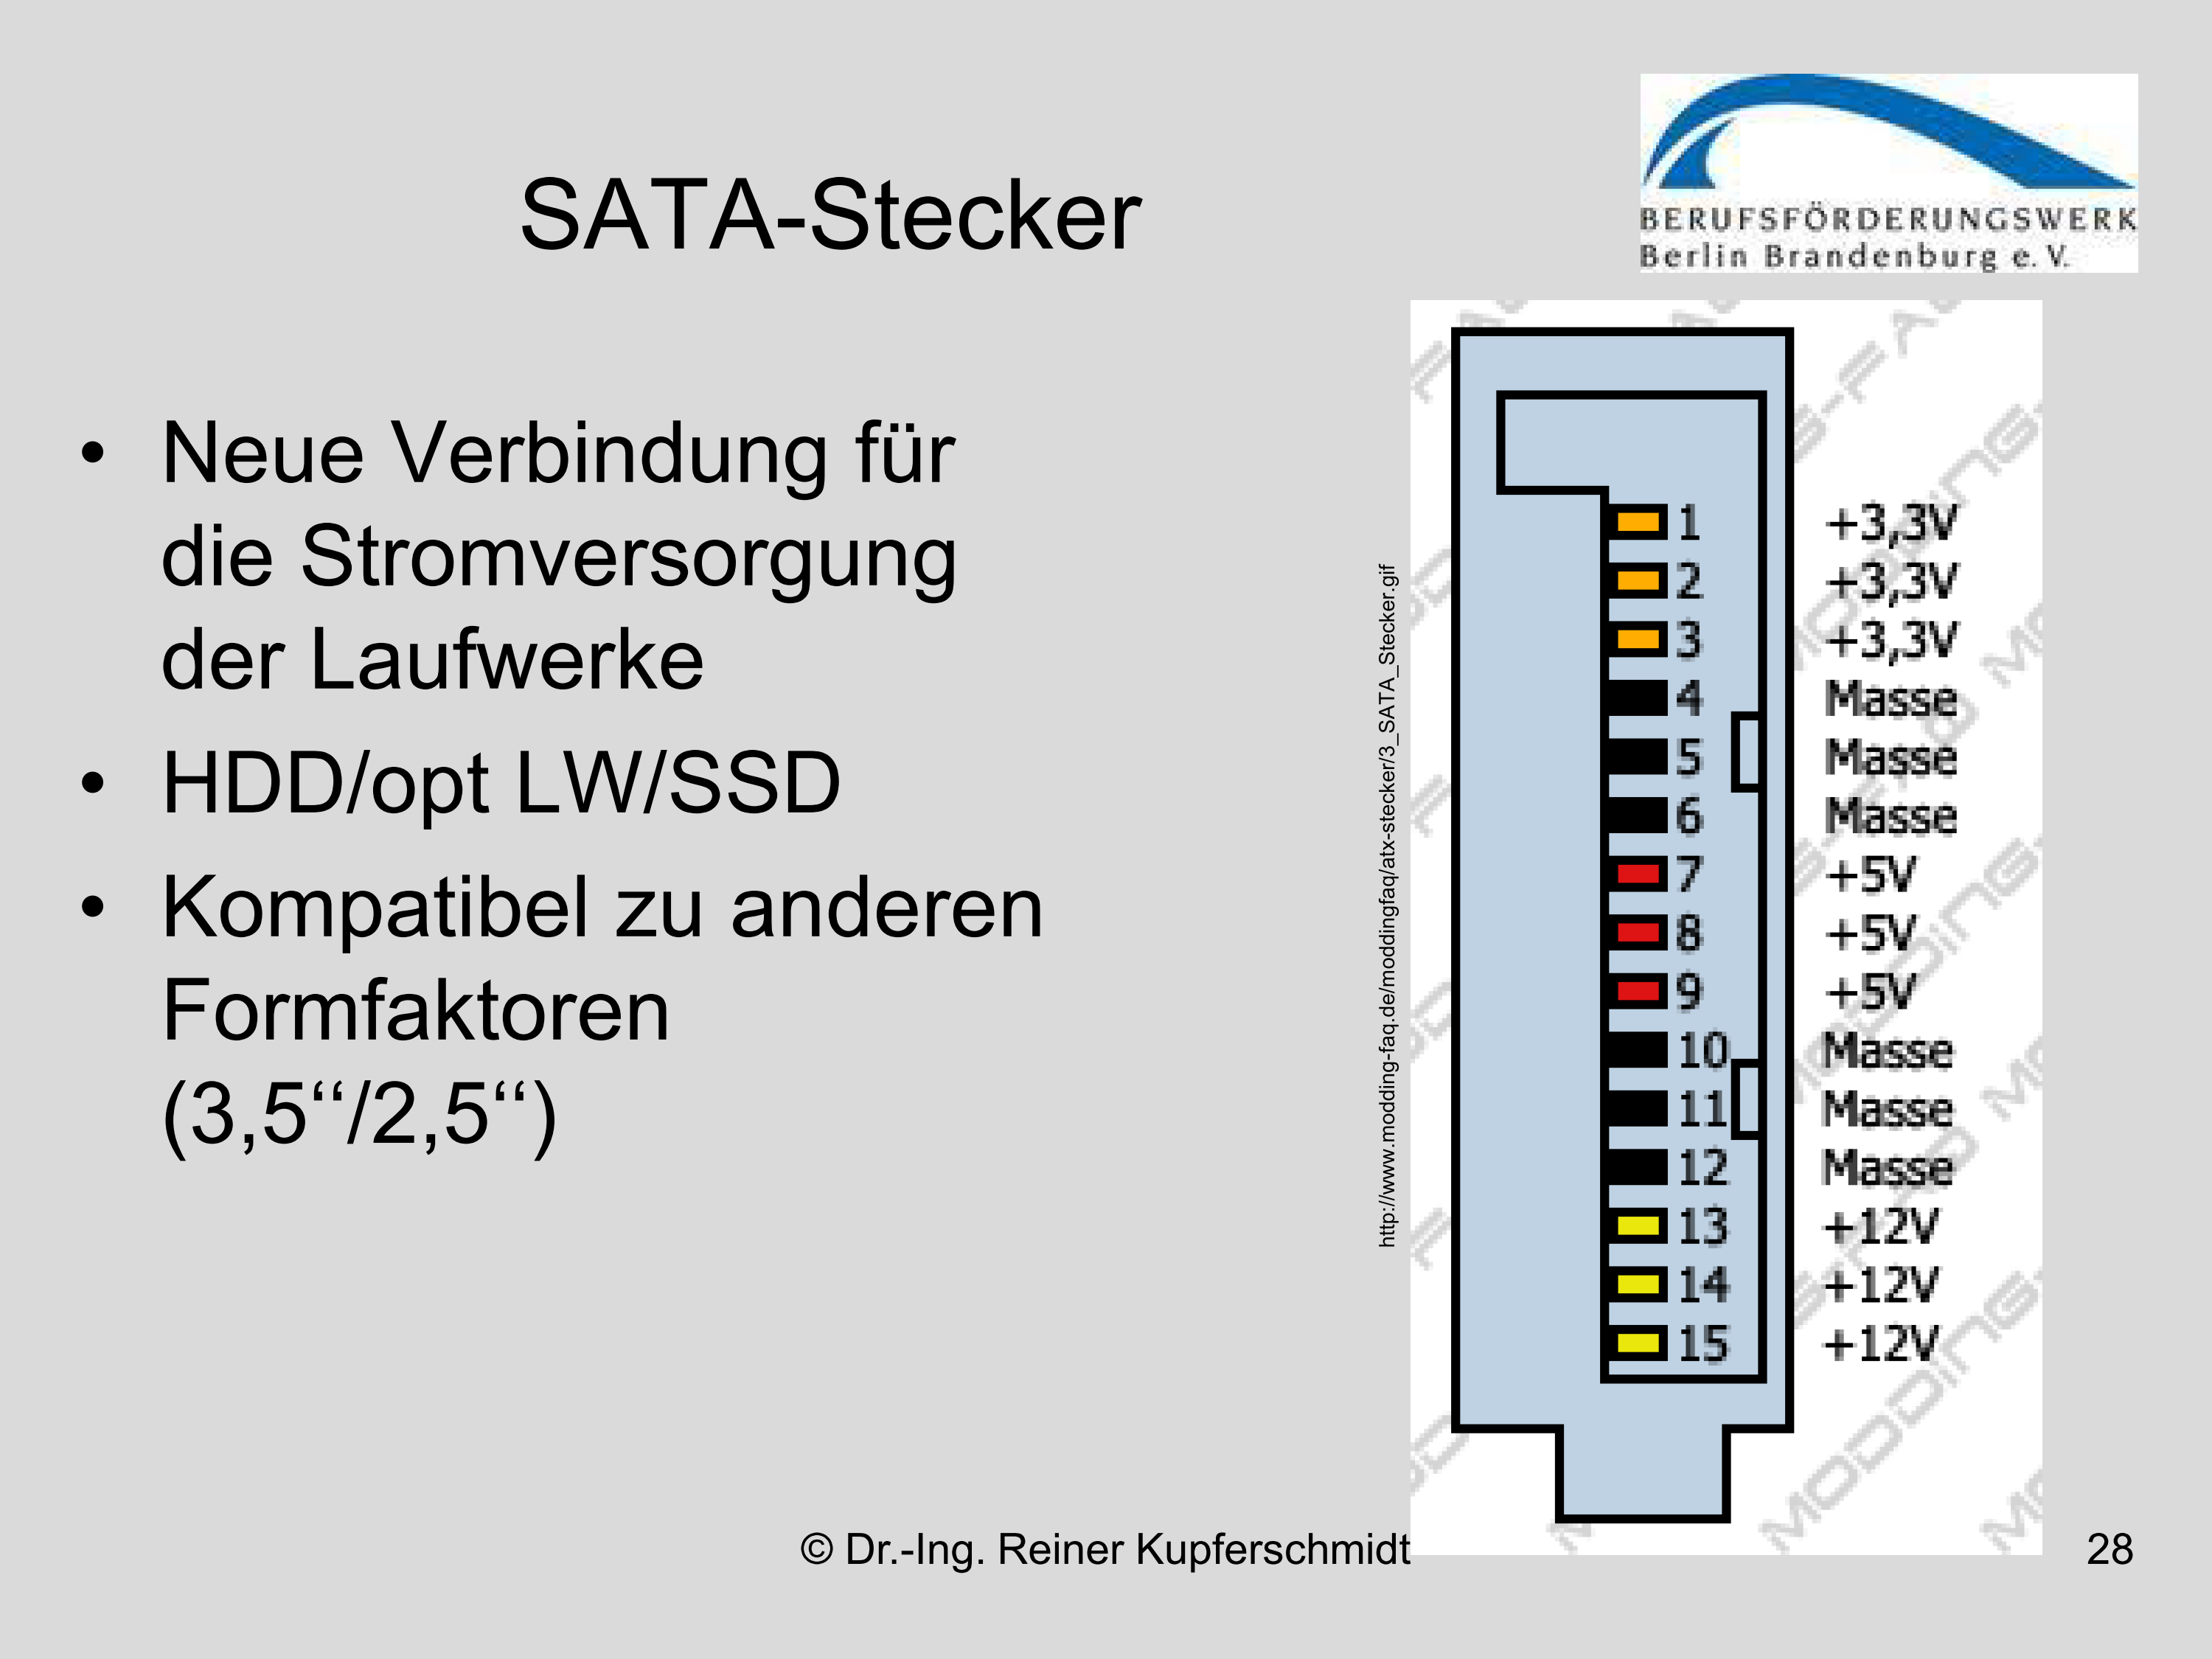 SATA-Stecker
BERUFSFÖRDERUNGSWERK
Berlin Brandenburg e. V.
• Neue Verbindung für
die Stromversorgung
der Laufwerke
• HDD/opt LW/SSD
• Kompatibel zu anderen
Formfaktoren
(3,5“/2,5“)
http://www.modding-faq.de/moddingfaq/atx-stecker/3_SATA_Stecker.gif
1 +3,3V
2 +3,3V
3 +3,3V
4 Masse
5 Masse
6 Masse
7 +5V
8 +5V
9 +5V
10 Masse
11 Masse
12 Masse
13 +12V
14 +12V
15 +12V
© Dr.-Ing. Reiner Kupferschmidt
28